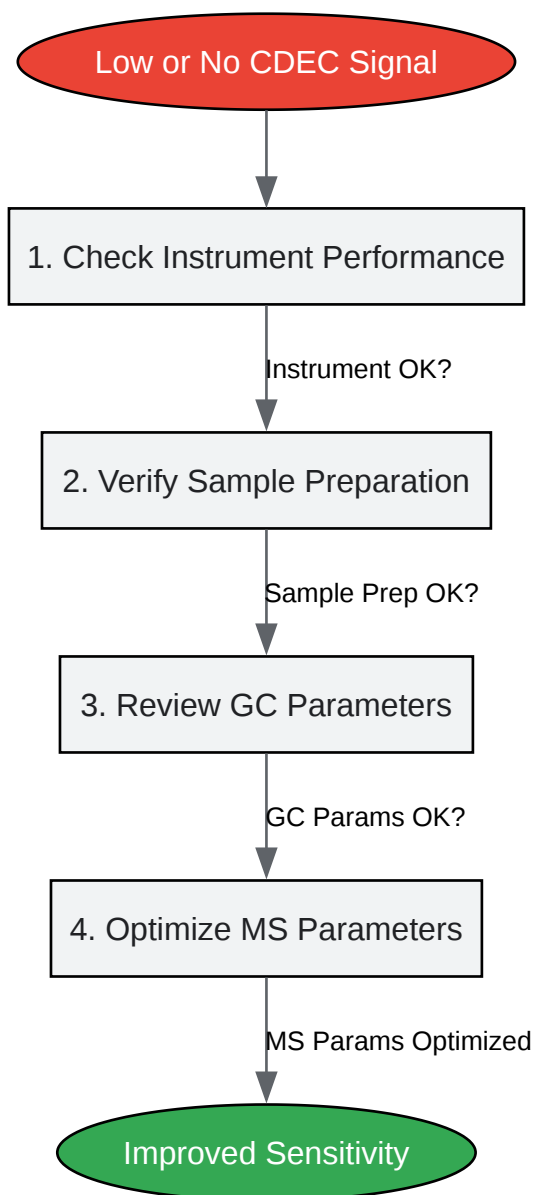 Low or No CDEC Signal
1. Check Instrument Performance
Instrument OK?
2. Verify Sample Preparation
Sample Prep OK?
3. Review GC Parameters
GC Params OK?
4. Optimize MS Parameters
MS Params Optimized
Improved Sensitivity